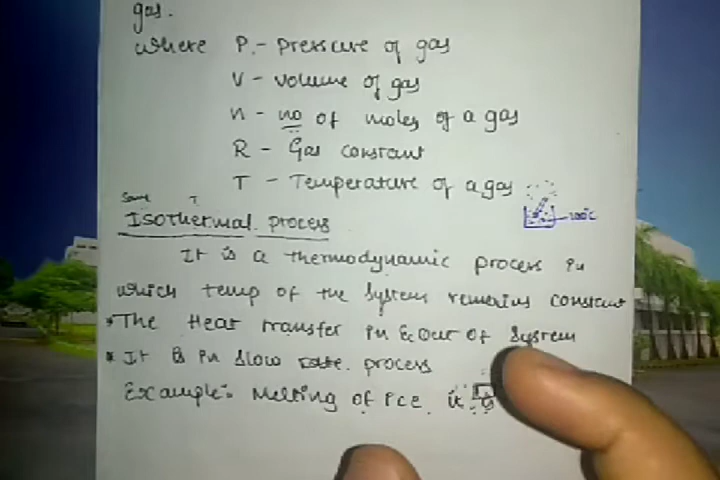 gas.
where P.- pressure of gas
V - volume of gas
n - no of moles of a gas
R - Gas constant
T - Temperature of a gas
Same T
100°C
Isothermal process
It is a thermodynamic process in
which temp of the system remains constant
* The Heat transfer in & out of system
* It is in slow rate process
Example:- Melting of Ice